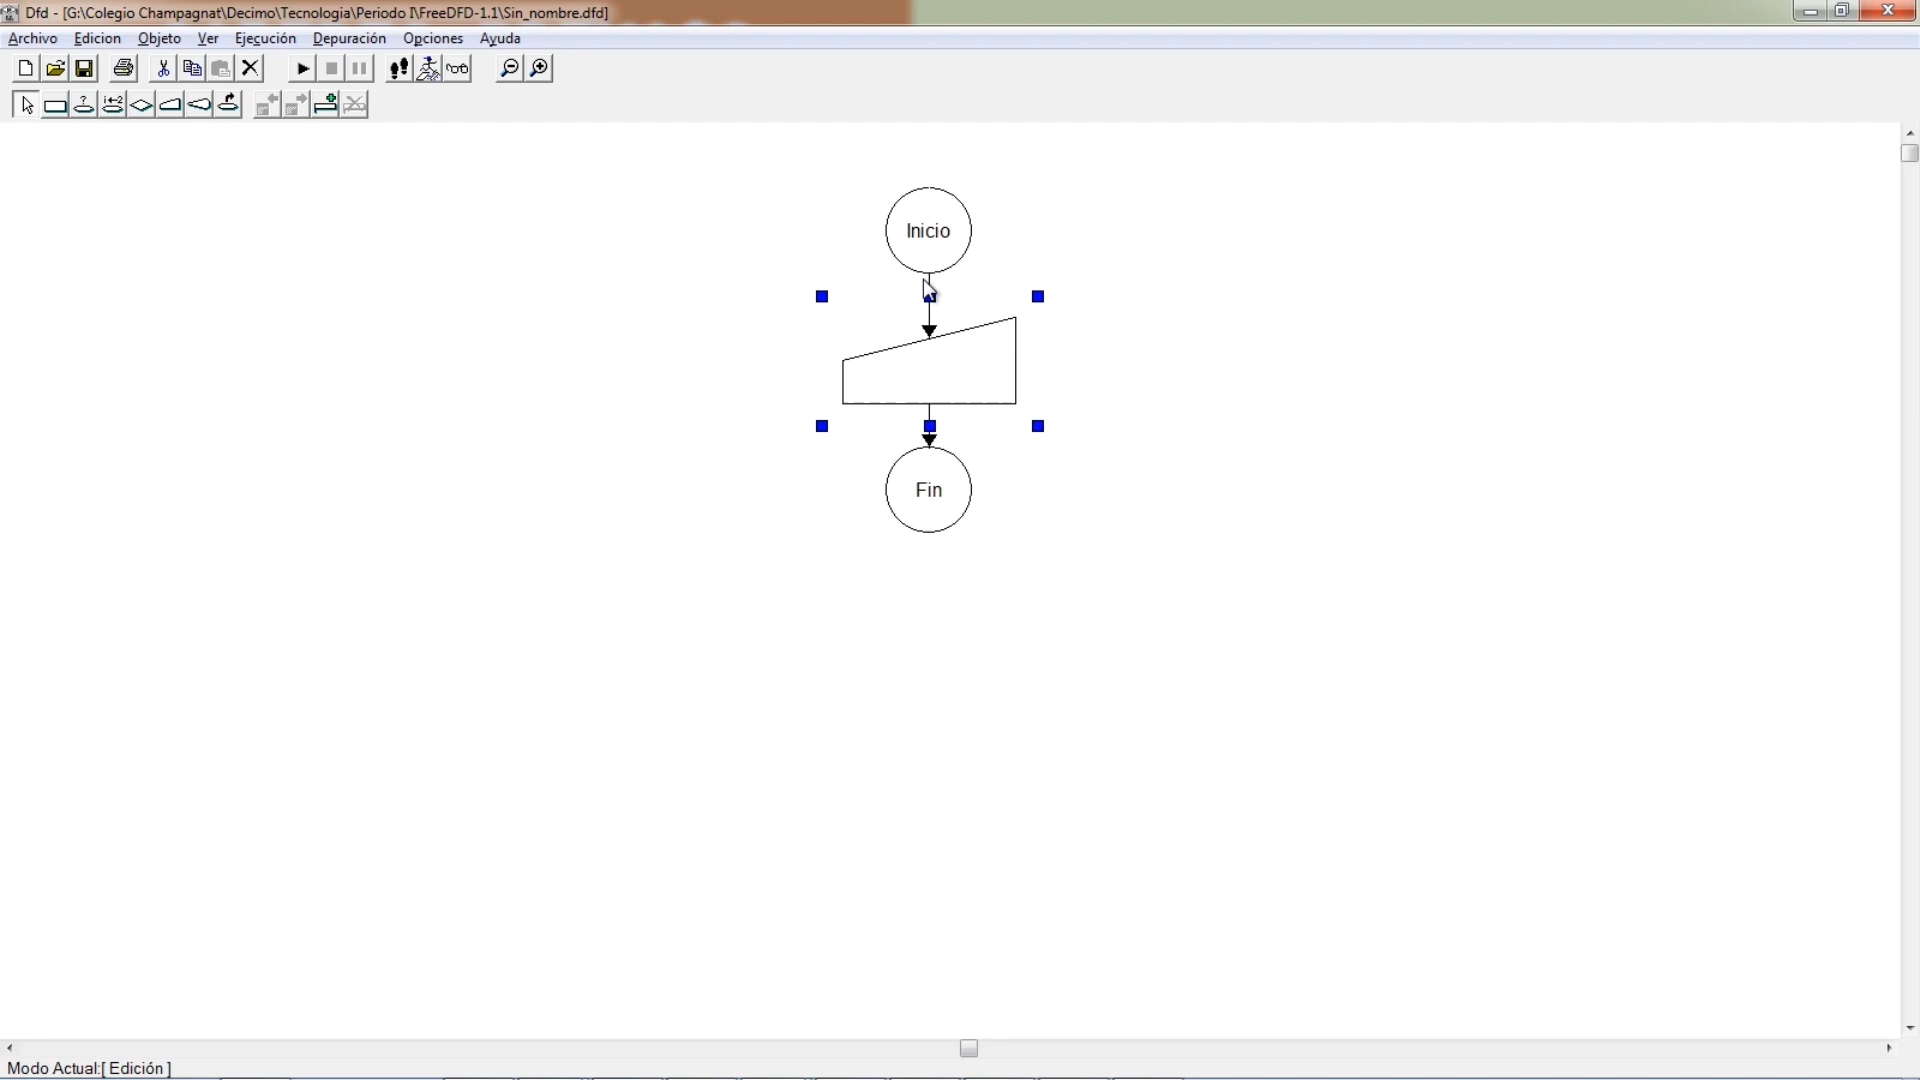 Dfd - [G:\Colegio Champagnat\Decimo\Tecnologia\Periodo I\FreeDFD-1.1\Sin_nombre.dfd]
Archivo Edicion Objeto Ver Ejecución Depuración Opciones Ayuda
Inicio
Fin
Modo Actual:[ Edición ]